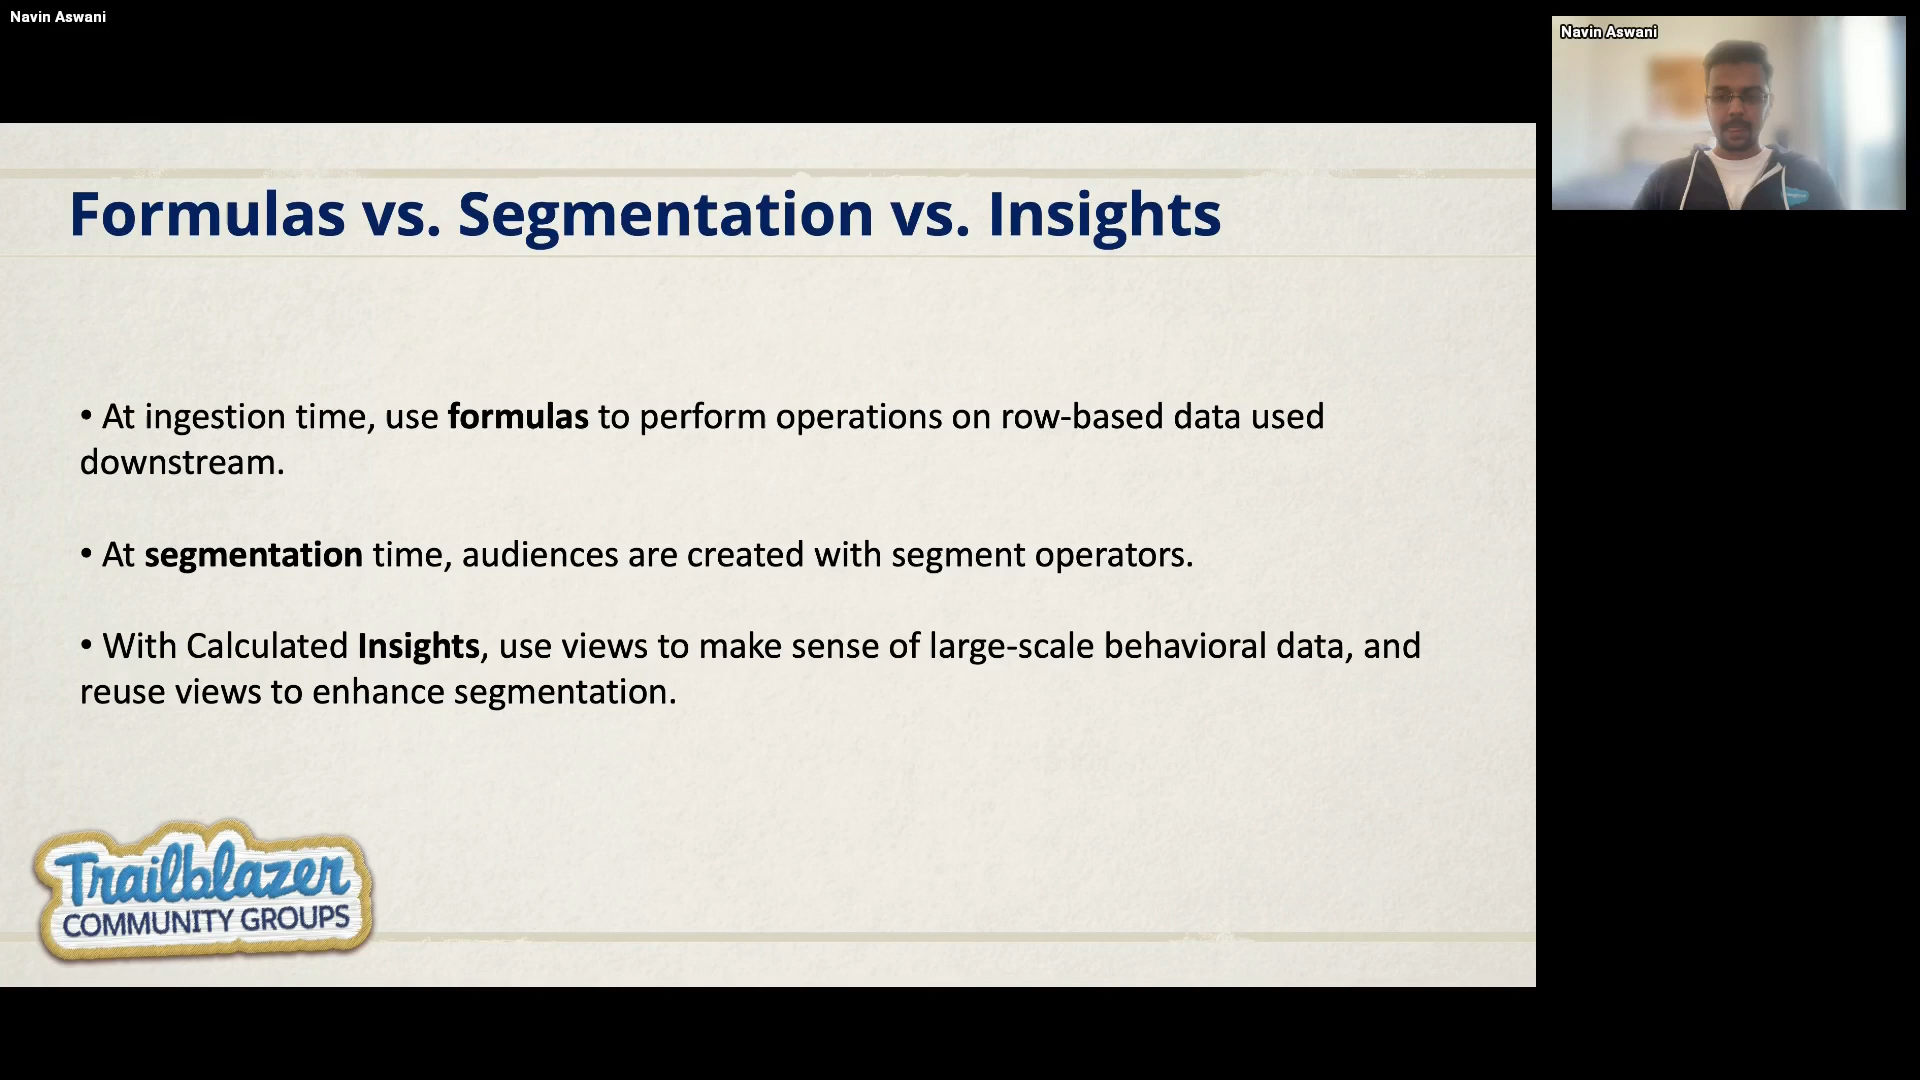 Navin Aswani
Navin Aswani
Formulas vs. Segmentation vs. Insights
• At ingestion time, use formulas to perform operations on row-based data used
downstream.
• At segmentation time, audiences are created with segment operators.
• With Calculated Insights, use views to make sense of large-scale behavioral data, and
reuse views to enhance segmentation.
Trailblazer
COMMUNITY GROUPS